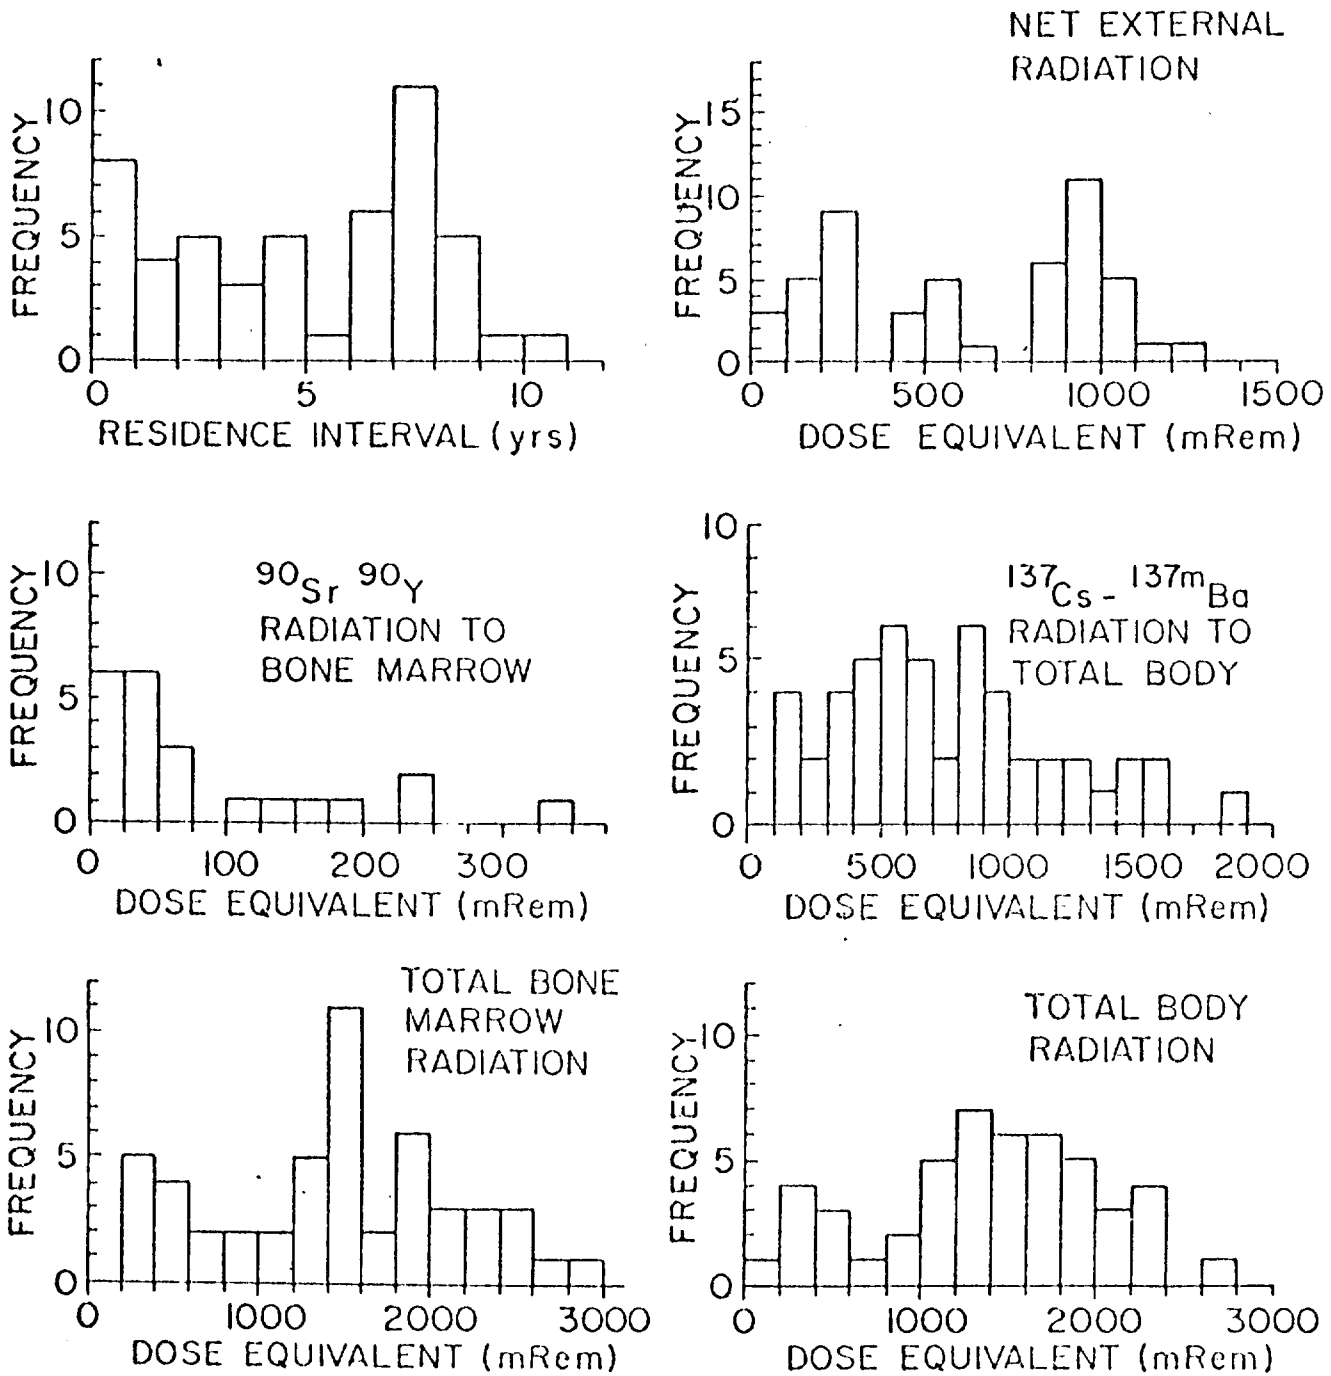 FREQUENCY
10
5
0
0 5 10
RESIDENCE INTERVAL (yrs)
NET EXTERNAL
RADIATION
FREQUENCY
15
10
5
0
0 500 1000 1500
DOSE EQUIVALENT (mRem)
90Sr 90Y
RADIATION TO
BONE MARROW
FREQUENCY
10
5
0
0 100 200 300
DOSE EQUIVALENT (mRem)
137Cs - 137mBa
RADIATION TO
TOTAL BODY
FREQUENCY
10
5
0
0 500 1000 1500 2000
DOSE EQUIVALENT (mRem)
TOTAL BONE
MARROW
RADIATION
FREQUENCY
10
5
0
0 1000 2000 3000
DOSE EQUIVALENT (mRem)
TOTAL BODY
RADIATION
FREQUENCY
10
5
0
0 1000 2000 3000
DOSE EQUIVALENT (mRem)